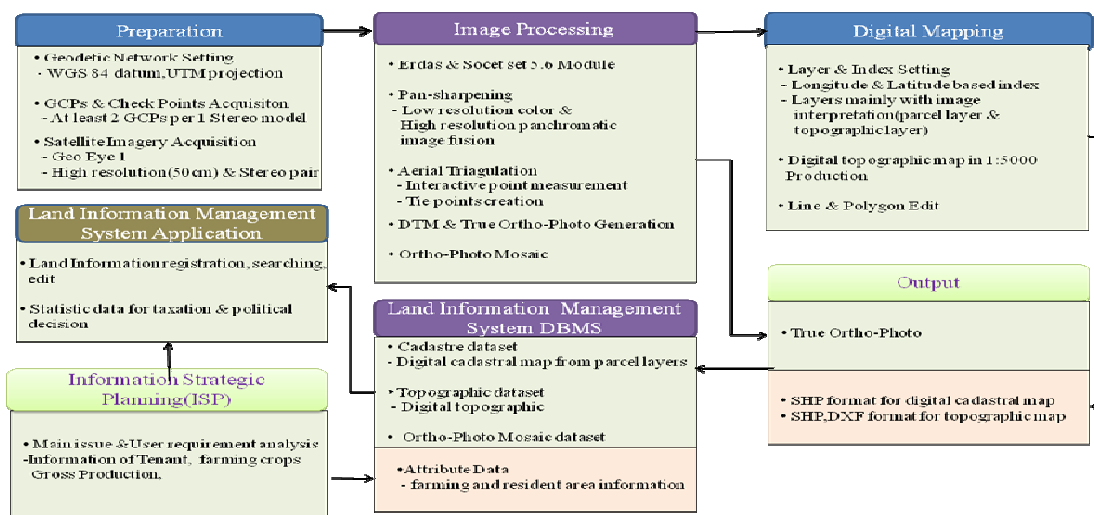 Preparation
• Geodetic Network Setting
- WGS 84 datum,UTM projection
• GCPs & Check Points Acquisiton
- At least 2 GCPs per 1 Stereo model
• Satellite Imagery Acquisition
- Geo Eye 1
- High resolution(50cm) & Stereo pair
Image Processing
• Erdas & Socet set 5.6 Module
• Pan-sharpening
- Low resolution color &
High resolution panchromatic
image fusion
• Aerial Triagulation
- Interactive point measurement
- Tie points creation
• DTM & True Ortho-Photo Generation
• Ortho-Photo Mosaic
Digital Mapping
• Layer & Index Setting
- Longitude & Latitude based index
- Layers mainly with image
interpretation(parcel layer &
topographic layer)
• Digital topographic map in 1:5000
Production
• Line & Polygon Edit
Land Information Management
System Application
• Land Information registration, searching,
edit
• Statistic data for taxation & political
decision
Land Information Management
System DBMS
• Cadastre dataset
- Digital cadastral map from parcel layers
• Topographic dataset
- Digital topographic
• Ortho-Photo Mosaic dataset
• Attribute Data
- farming and resident area information
Output
• True Ortho-Photo
• SHP format for digital cadastral map
• SHP,DXF format for topographic map
Information Strategic
Planning(ISP)
• Main issue &User requirement analysis
-Information of Tenant, farming crops
Gross Production.